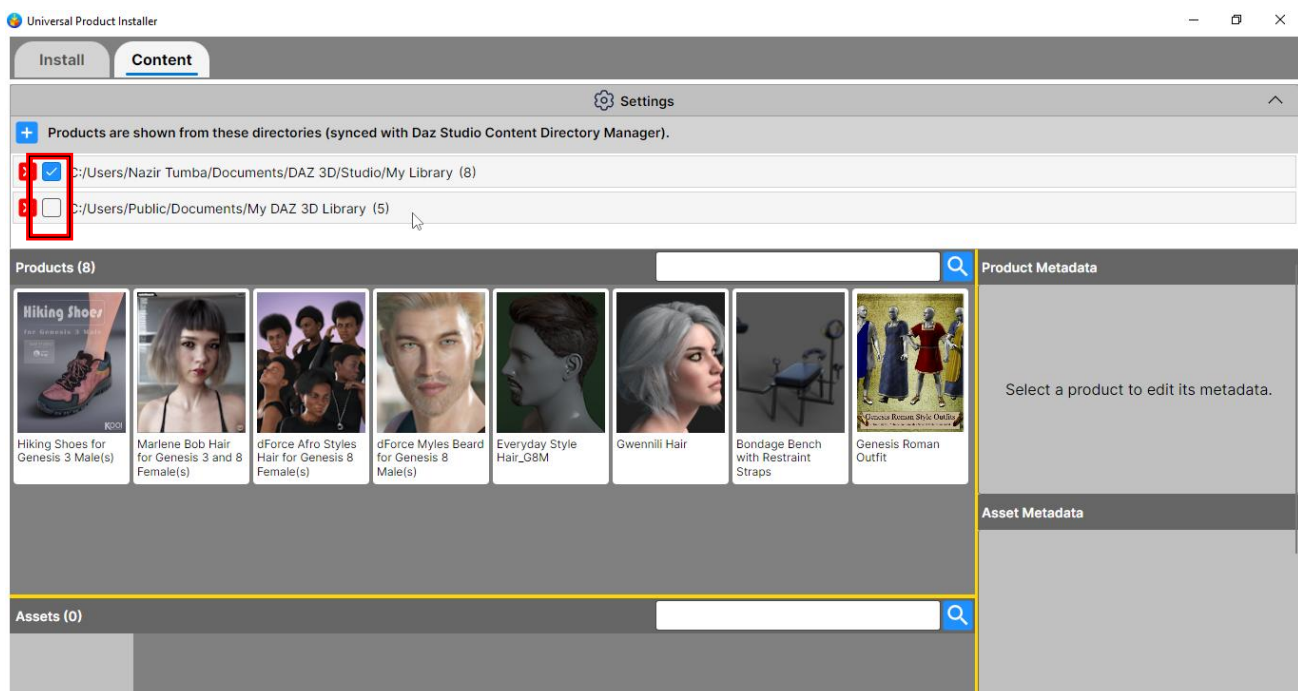 Universal Product Installer
Install
Content
Settings
Products are shown from these directories (synced with Daz Studio Content Directory Manager).
C:/Users/Nazir Tumba/Documents/DAZ 3D/Studio/My Library (8)
C:/Users/Public/Documents/My DAZ 3D Library (5)
Products (8)
Product Metadata
Hiking Shoes
for Genesis 3 Male
KOO!
Genesis Roman Style Outfits
Hiking Shoes for
Genesis 3 Male(s)
Marlene Bob Hair
for Genesis 3 and 8
Female(s)
dForce Afro Styles
Hair for Genesis 8
Female(s)
dForce Myles Beard
for Genesis 8
Male(s)
Everyday Style
Hair_G8M
Gwennili Hair
Bondage Bench
with Restraint
Straps
Genesis Roman
Outfit
Select a product to edit its metadata.
Asset Metadata
Assets (0)